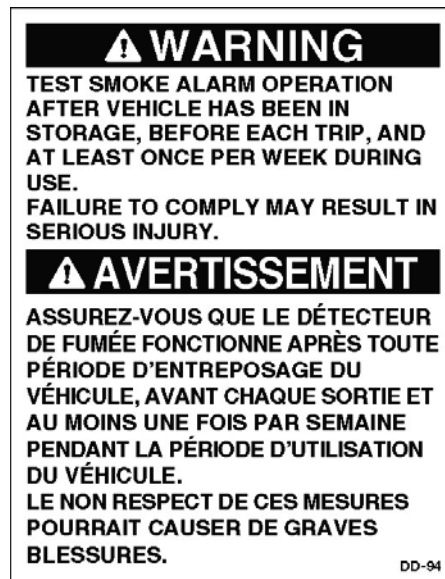 WARNING
TEST SMOKE ALARM OPERATION
AFTER VEHICLE HAS BEEN IN
STORAGE, BEFORE EACH TRIP, AND
AT LEAST ONCE PER WEEK DURING
USE.
FAILURE TO COMPLY MAY RESULT IN
SERIOUS INJURY.
AVERTISSEMENT
ASSUREZ-VOUS QUE LE DÉTECTEUR
DE FUMÉE FONCTIONNE APRÈS TOUTE
PÉRIODE D'ENTREPOSAGE DU
VÉHICULE, AVANT CHAQUE SORTIE ET
AU MOINS UNE FOIS PAR SEMAINE
PENDANT LA PÉRIODE D'UTILISATION
DU VÉHICULE.
LE NON RESPECT DE CES MESURES
POURRAIT CAUSER DE GRAVES
BLESSURES.
DD-94